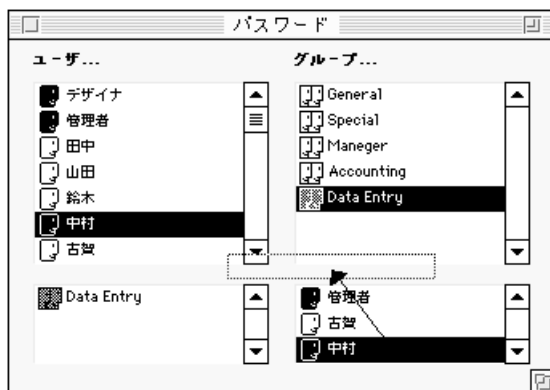 パスワード
ユーザ...
デザイナ
管理者
田中
山田
鈴木
中村
古賀
Data Entry
グループ...
General
Special
Maneger
Accounting
Data Entry
管理者
古賀
中村